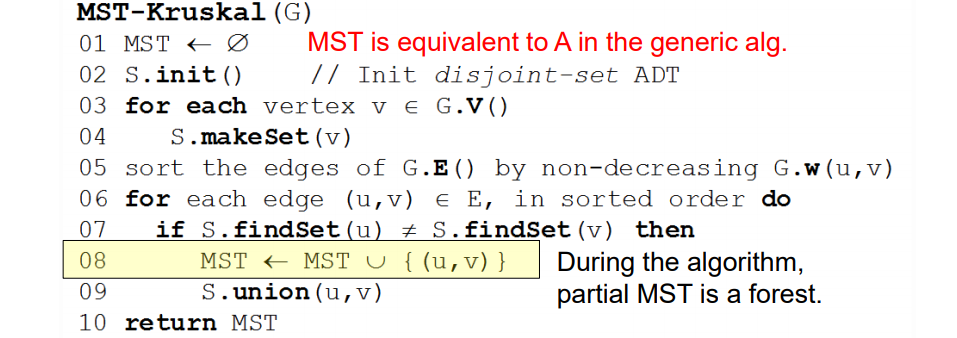 MST-Kruskal(G)
01 MST ← ∅ MST is equivalent to A in the generic alg.
02 S.init() // Init disjoint-set ADT
03 for each vertex v ∈ G.V()
04 S.makeSet(v)
05 sort the edges of G.E() by non-decreasing G.w(u,v)
06 for each edge (u,v) ∈ E, in sorted order do
07 if S.findSet(u) ≠ S.findSet(v) then
08 MST ← MST ∪ {(u,v)} During the algorithm,
09 S.union(u,v) partial MST is a forest.
10 return MST